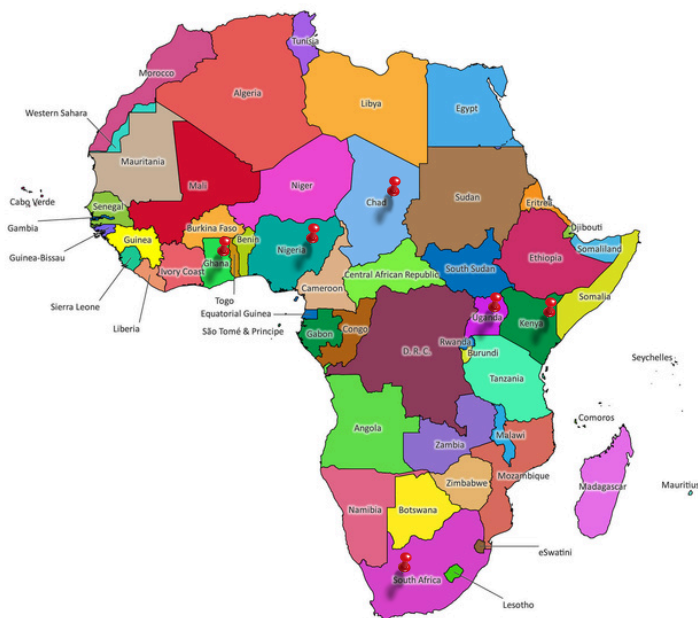 Tunisia
Morocco
Algeria
Libya
Egypt
Western Sahara
Mauritania
Mali
Niger
Chad
Sudan
Eritrea
Cabo Verde
Senegal
Gambia
Guinea-Bissau
Guinea
Burkina Faso
Benin
Nigeria
Ghana
Ivory Coast
Djibouti
Somaliland
Ethiopia
South Sudan
Central African Republic
Cameroon
Somalia
Sierra Leone
Liberia
Togo
Equatorial Guinea
São Tomé & Principe
Gabon
Congo
D.R.C.
Uganda
Kenya
Rwanda
Burundi
Tanzania
Seychelles
Comoros
Angola
Zambia
Malawi
Mozambique
Zimbabwe
Madagascar
Mauritius
Namibia
Botswana
eSwatini
South Africa
Lesotho